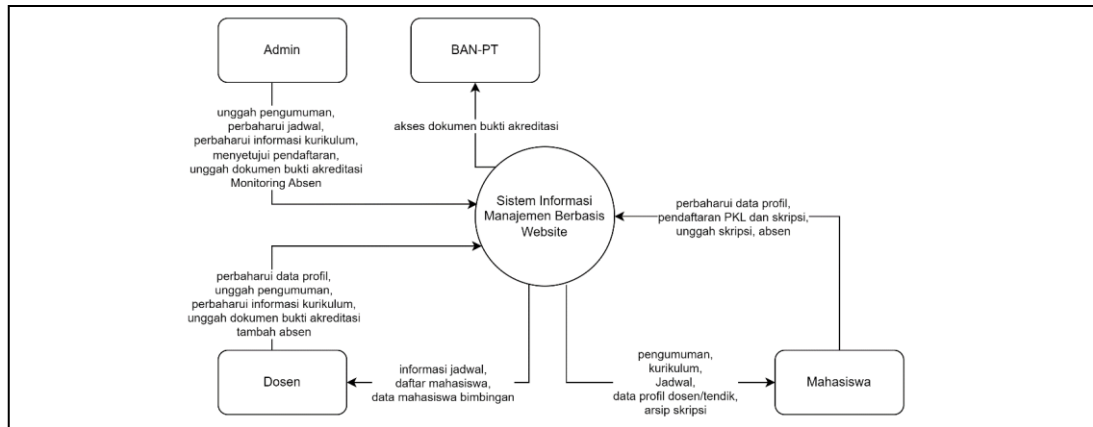 Admin
BAN-PT
unggah pengumuman,
perbaharui jadwal,
perbaharui informasi kurikulum,
menyetujui pendaftaran,
unggah dokumen bukti akreditasi
Monitoring Absen
akses dokumen bukti akreditasi
Sistem Informasi
Manajemen Berbasis
Website
perbaharui data profil,
pendaftaran PKL dan skripsi,
unggah skripsi, absen
perbaharui data profil,
unggah pengumuman,
perbaharui informasi kurikulum,
unggah dokumen bukti akreditasi
tambah absen
Dosen
informasi jadwal,
daftar mahasiswa,
data mahasiswa bimbingan
pengumuman,
kurikulum,
Jadwal,
data profil dosen/tendik,
arsip skripsi
Mahasiswa